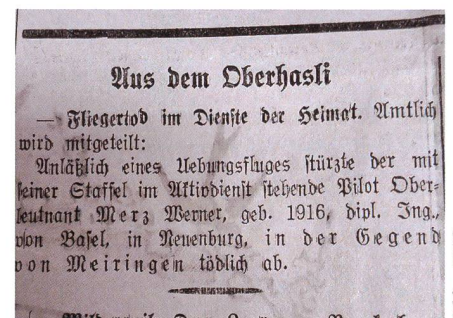 Aus dem Oberhasli
— Fliegertod im Dienste der Heimat. Amtlich
wird mitgeteilt:
Anläßlich eines Uebungsfluges stürzte der mit
seiner Staffel im Aktivdienst stehende Pilot Ober-
leutnant Merz Werner, geb. 1916, dipl. Ing.,
von Basel, in Neuenburg, in der Gegend
von Meiringen tödlich ab.